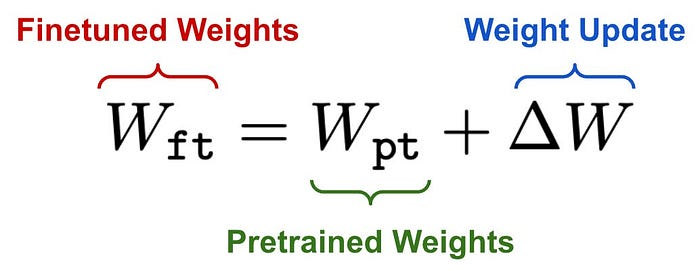 Finetuned Weights Weight Update
W_ft = W_pt + ΔW
Pretrained Weights